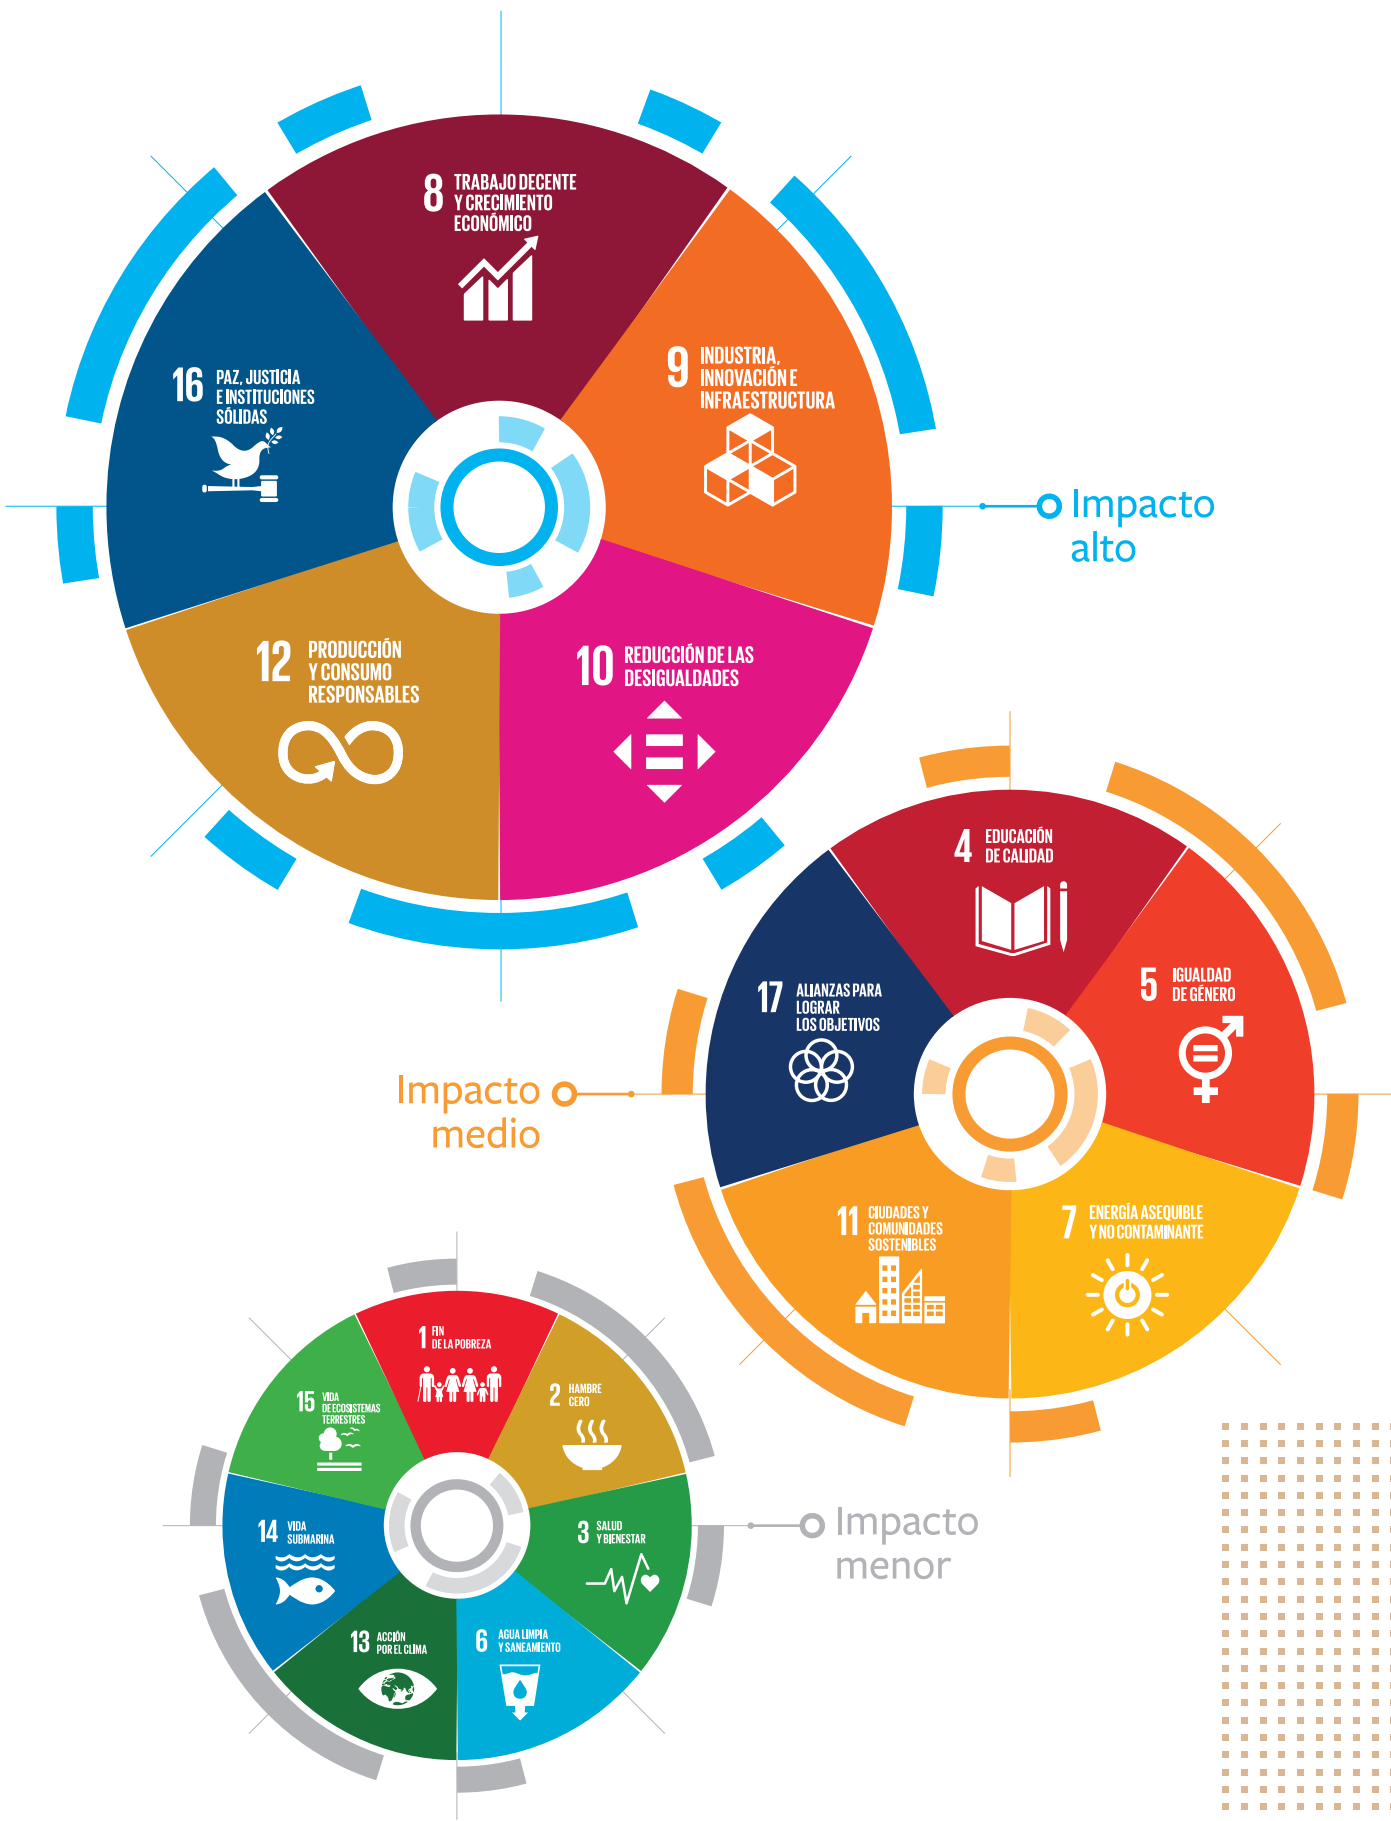 8 TRABAJO DECENTE
Y CRECIMIENTO
ECONÓMICO
9 INDUSTRIA,
INNOVACIÓN E
INFRAESTRUCTURA
16 PAZ, JUSTICIA
E INSTITUCIONES
SÓLIDAS
12 PRODUCCIÓN
Y CONSUMO
RESPONSABLES
10 REDUCCIÓN DE LAS
DESIGUALDADES
Impacto
alto
4 EDUCACIÓN
DE CALIDAD
5 IGUALDAD
DE GÉNERO
17 ALIANZAS PARA
LOGRAR
LOS OBJETIVOS
11 CIUDADES Y
COMUNIDADES
SOSTENIBLES
7 ENERGÍA ASEQUIBLE
Y NO CONTAMINANTE
Impacto
medio
1 FIN
DE LA POBREZA
2 HAMBRE
CERO
15 VIDA
DE ECOSISTEMAS
TERRESTRES
14 VIDA
SUBMARINA
3 SALUD
Y BIENESTAR
13 ACCIÓN
POR EL CLIMA
6 AGUA LIMPIA
Y SANEAMIENTO
Impacto
menor